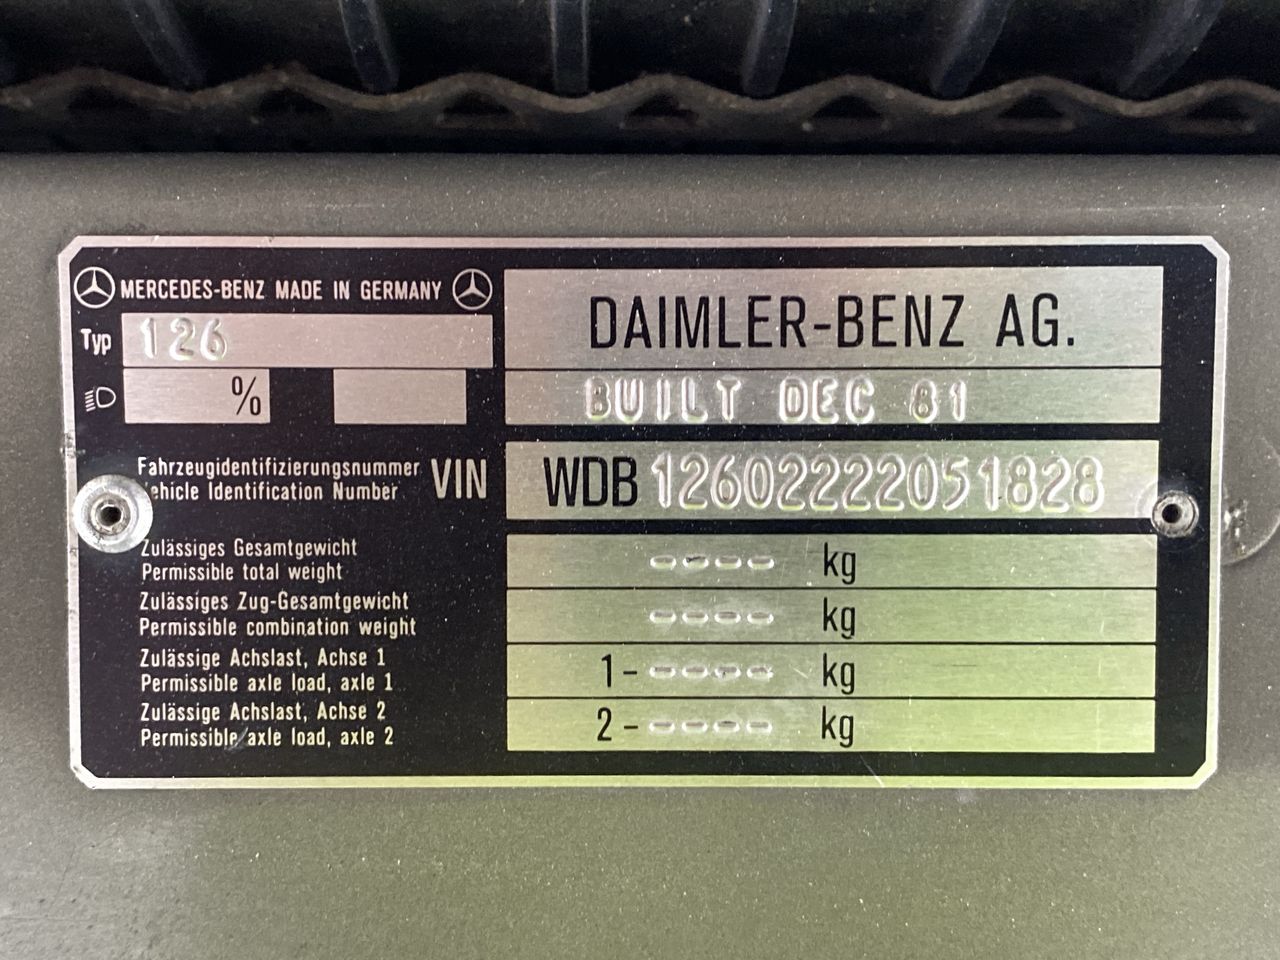 MERCEDES-BENZ MADE IN GERMANY
Typ 126
%
DAIMLER-BENZ AG.
BUILT DEC 81
Fahrzeugidentifizierungsnummer
Vehicle Identification Number
VIN
WDB 12602222051828
Zulässiges Gesamtgewicht
Permissible total weight
---- kg
Zulässiges Zug-Gesamtgewicht
Permissible combination weight
---- kg
Zulässige Achslast, Achse 1
Permissible axle load, axle 1
1- ---- kg
Zulässige Achslast, Achse 2
Permissible axle load, axle 2
2- ---- kg